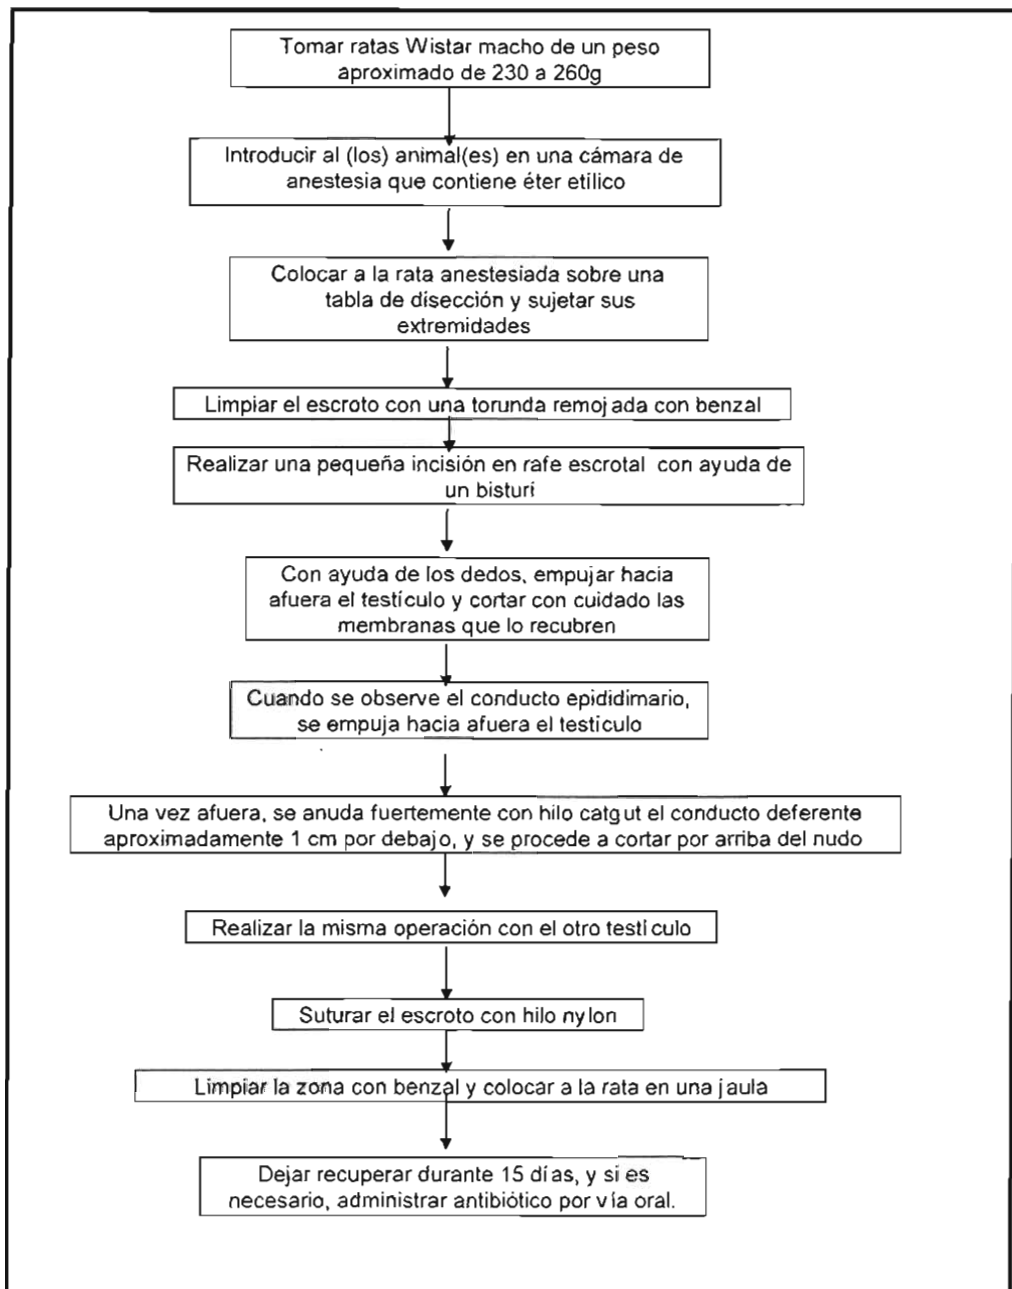 Tomar ratas Wistar macho de un peso
aproximado de 230 a 260g
Introducir al (los) animal(es) en una cámara de
anestesia que contiene éter etílico
Colocar a la rata anestesiada sobre una
tabla de disección y sujetar sus
extremidades
Limpiar el escroto con una torunda remojada con benzal
Realizar una pequeña incisión en rafe escrotal con ayuda de
un bisturí
Con ayuda de los dedos, empujar hacia
afuera el testículo y cortar con cuidado las
membranas que lo recubren
Cuando se observe el conducto epididimario,
se empuja hacia afuera el testículo
Una vez afuera, se anuda fuertemente con hilo catgut el conducto deferente
aproximadamente 1 cm por debajo, y se procede a cortar por arriba del nudo
Realizar la misma operación con el otro testículo
Suturar el escroto con hilo nylon
Limpiar la zona con benzal y colocar a la rata en una jaula
Dejar recuperar durante 15 días, y si es
necesario, administrar antibiótico por vía oral.